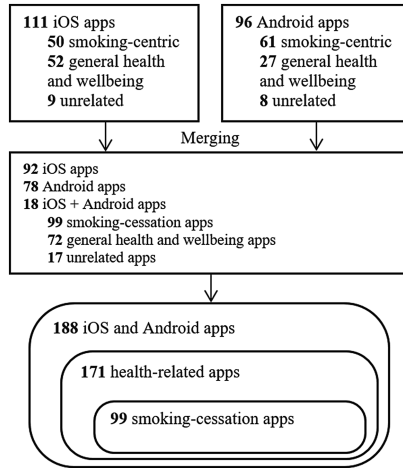 111 iOS apps
50 smoking-centric
52 general health
and wellbeing
9 unrelated
96 Android apps
61 smoking-centric
27 general health
and wellbeing
8 unrelated
Merging
92 iOS apps
78 Android apps
18 iOS + Android apps
99 smoking-cessation apps
72 general health and wellbeing apps
17 unrelated apps
188 iOS and Android apps
171 health-related apps
99 smoking-cessation apps